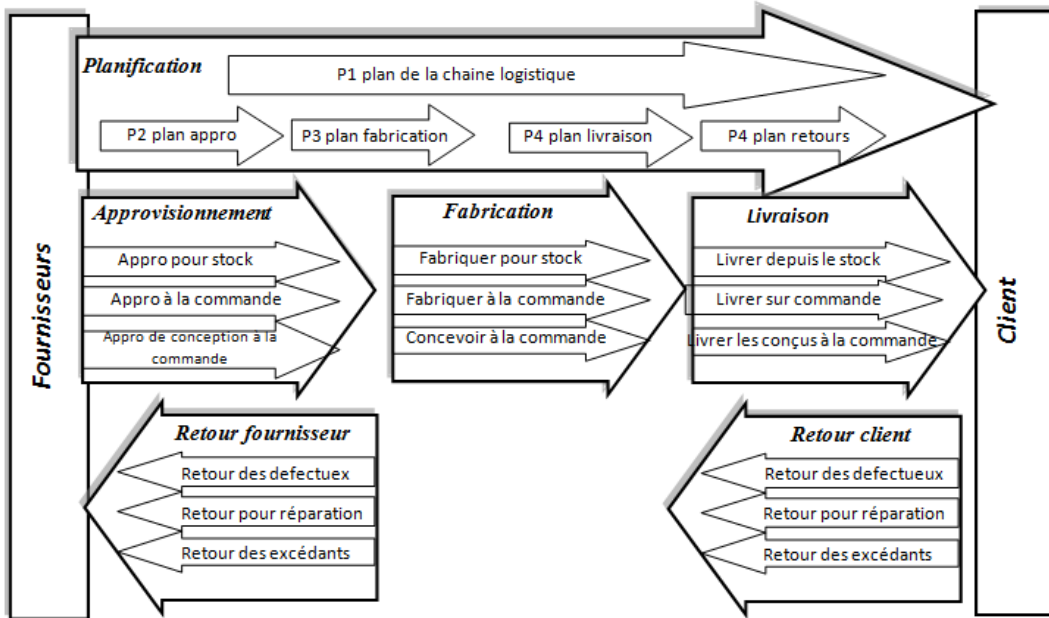 Planification
P1 plan de la chaine logistique
P2 plan appro
P3 plan fabrication
P4 plan livraison
P4 plan retours
Fournisseurs
Approvisionnement
Appro pour stock
Appro à la commande
Appro de conception à la
commande
Fabrication
Fabriquer pour stock
Fabriquer à la commande
Concevoir à la commande
Livraison
Livrer depuis le stock
Livrer sur commande
Livrer les conçus à la commande
Client
Retour fournisseur
Retour des defectuex
Retour pour réparation
Retour des excédants
Retour client
Retour des defectueux
Retour pour réparation
Retour des excédants